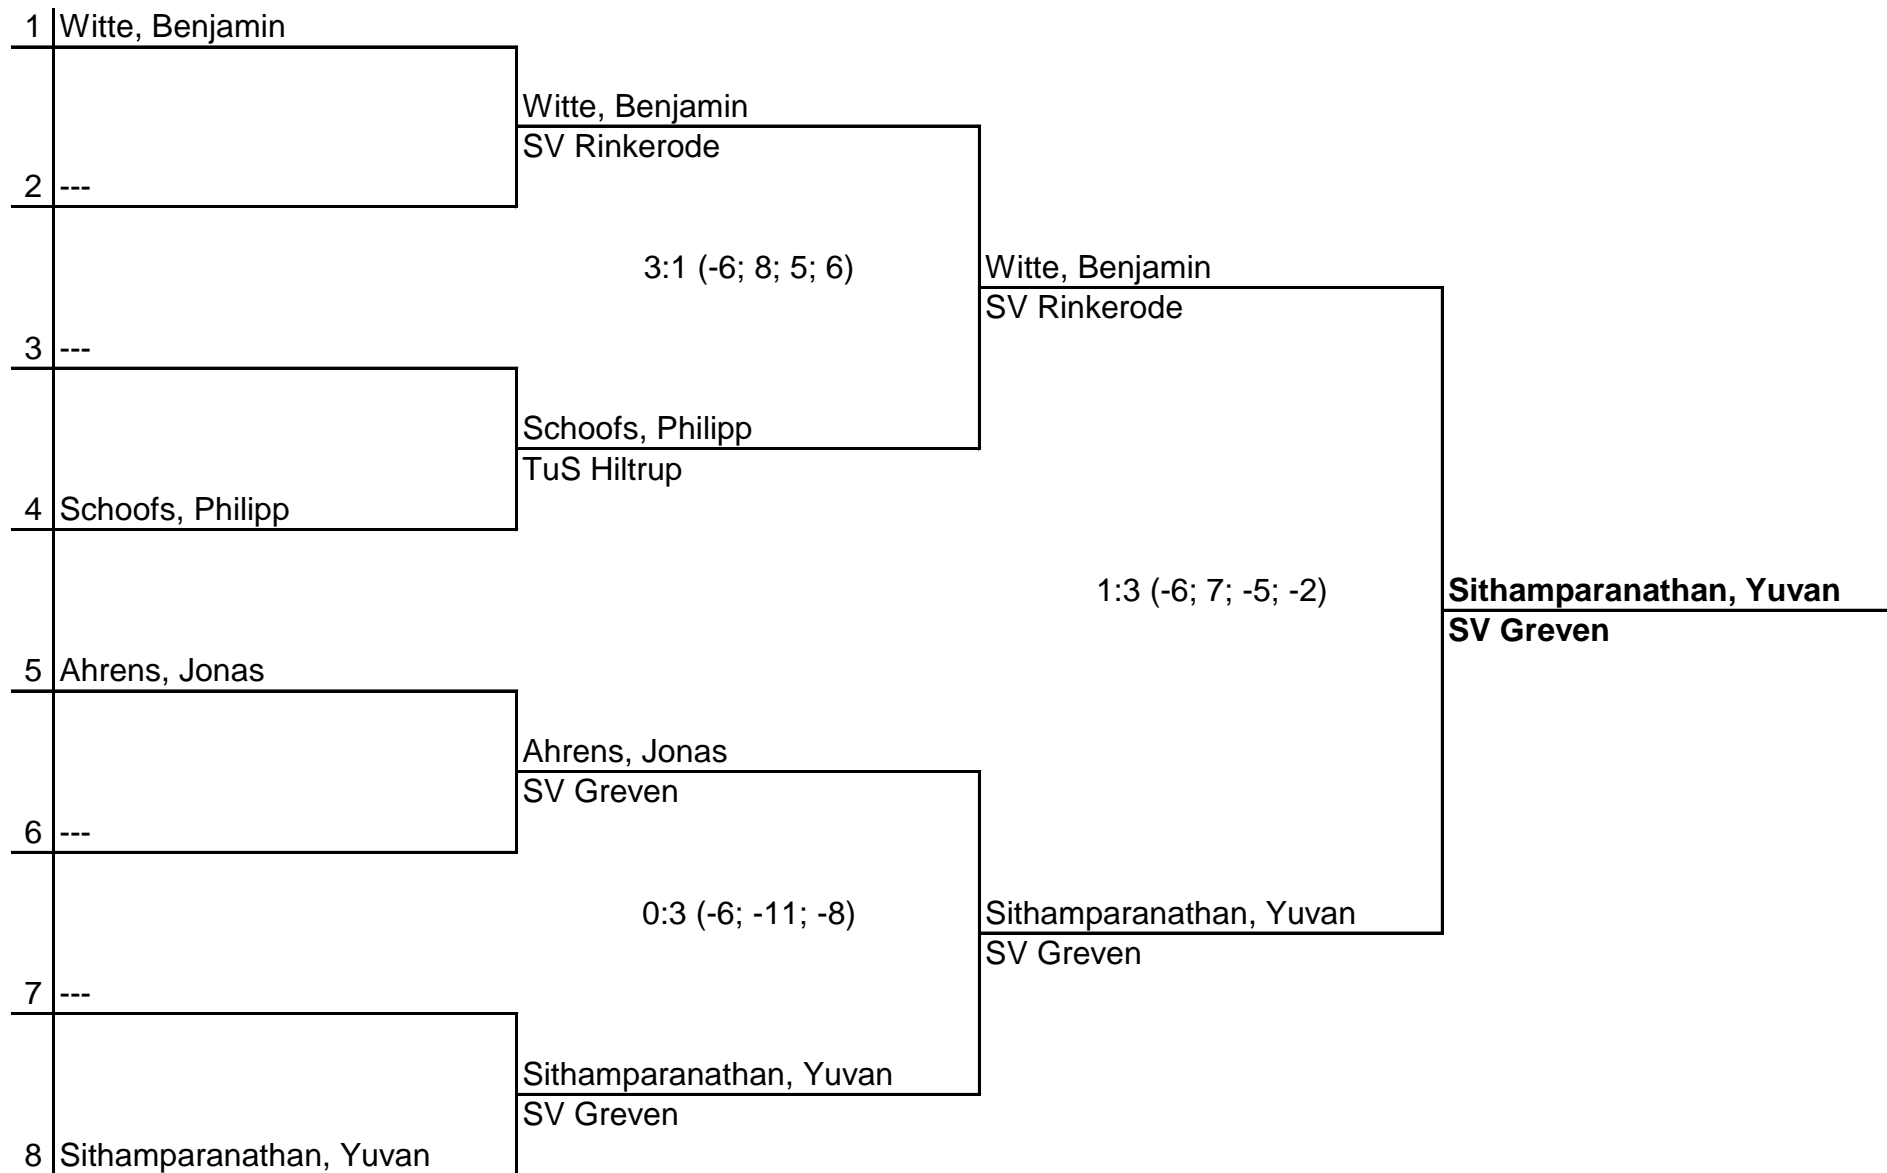 1 Witte, Benjamin
Witte, Benjamin
SV Rinkerode
2 ---
3:1 (-6; 8; 5; 6)
Witte, Benjamin
SV Rinkerode
3 ---
Schoofs, Philipp
TuS Hiltrup
4 Schoofs, Philipp
1:3 (-6; 7; -5; -2)
Sithamparanathan, Yuvan
SV Greven
5 Ahrens, Jonas
Ahrens, Jonas
SV Greven
6 ---
0:3 (-6; -11; -8)
Sithamparanathan, Yuvan
SV Greven
7 ---
Sithamparanathan, Yuvan
SV Greven
8 Sithamparanathan, Yuvan